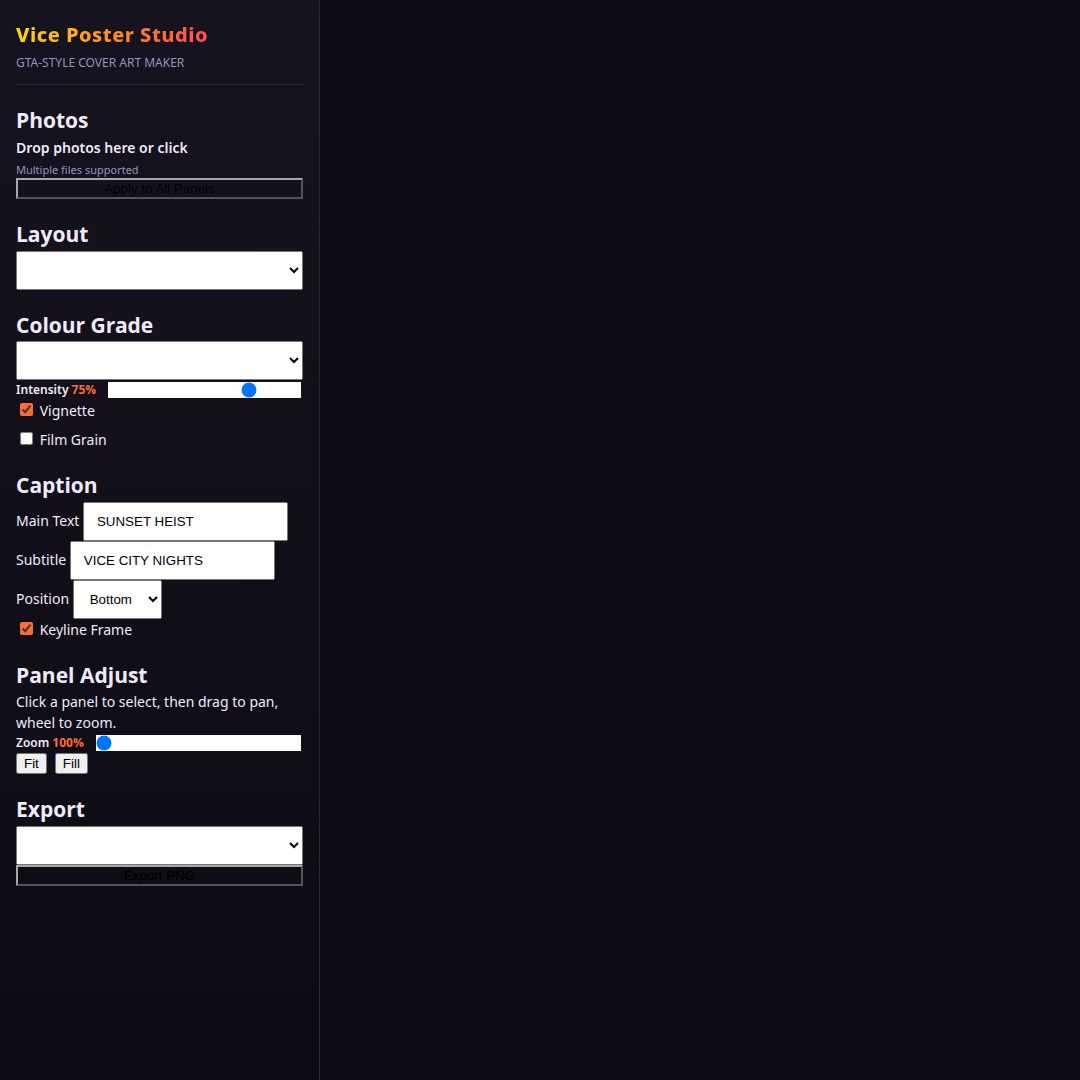 Vice Poster Studio
GTA-STYLE COVER ART MAKER
Photos
Drop photos here or click
Multiple files supported
Apply to All Panels
Layout
Colour Grade
Intensity 75%
Vignette
Film Grain
Caption
Main Text SUNSET HEIST
Subtitle VICE CITY NIGHTS
Position Bottom
Keyline Frame
Panel Adjust
Click a panel to select, then drag to pan,
wheel to zoom.
Zoom 100%
Fit Fill
Export
Export PNG